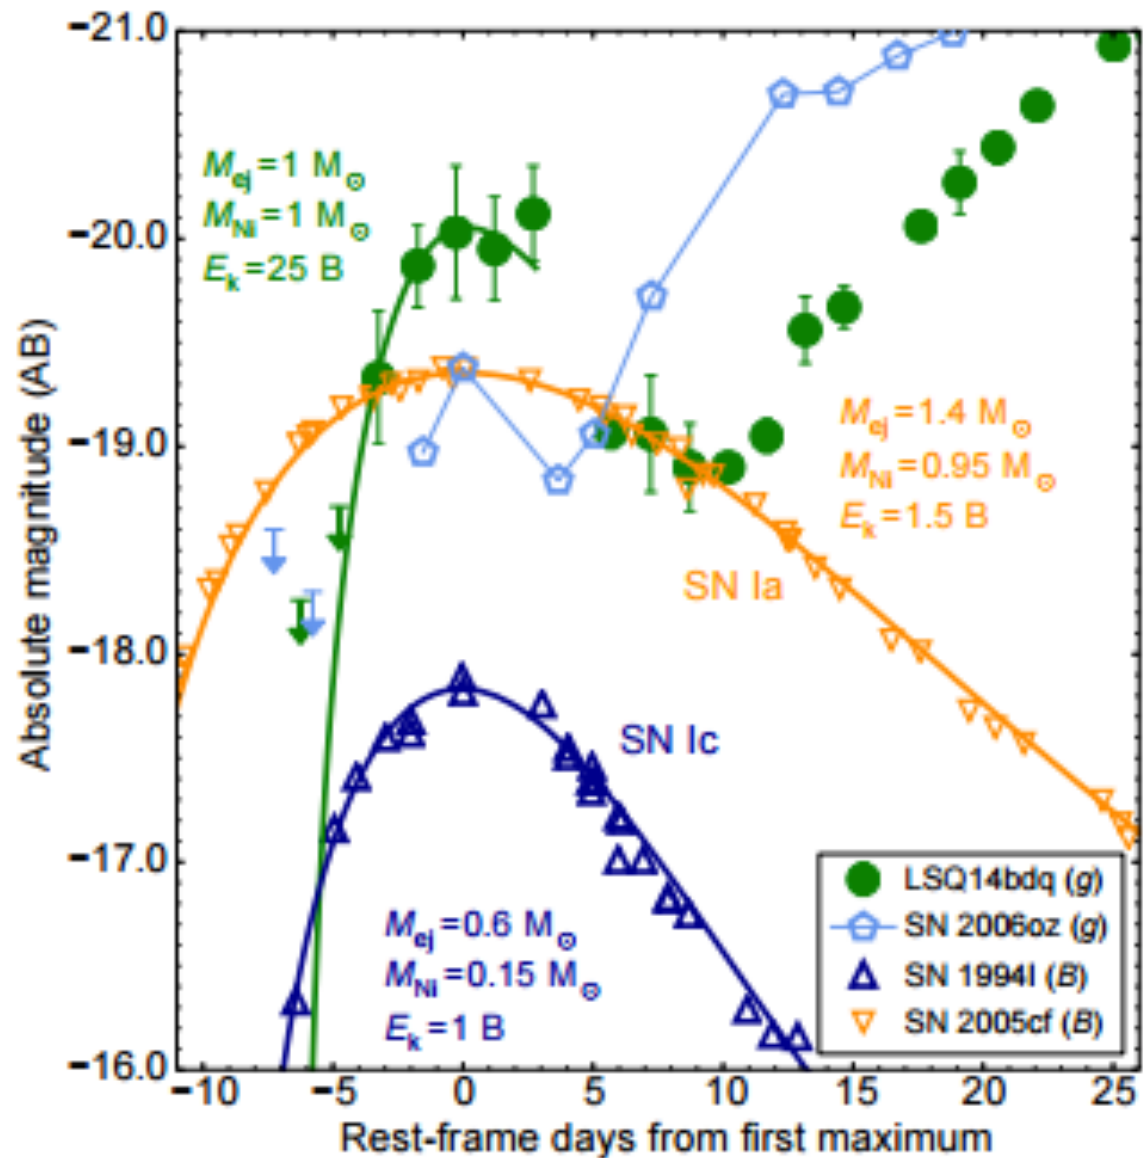 −21.0
−20.0
−19.0
−18.0
−17.0
−16.0
Absolute magnitude (AB)
M_ej=1 M_⊙
M_Ni=1 M_⊙
E_k=25 B
M_ej=1.4 M_⊙
M_Ni=0.95 M_⊙
E_k=1.5 B
SN Ia
SN Ic
M_ej=0.6 M_⊙
M_Ni=0.15 M_⊙
E_k=1 B
LSQ14bdq (g)
SN 2006oz (g)
SN 1994I (B)
SN 2005cf (B)
−10 −5 0 5 10 15 20 25
Rest-frame days from first maximum